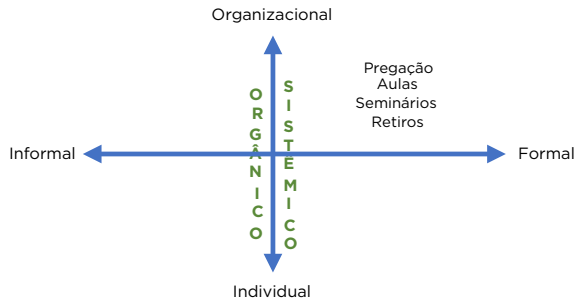 Organizacional
Pregação
Aulas
Seminários
Retiros
ORGÂNICO
SISTÊMICO
Informal
Formal
Individual